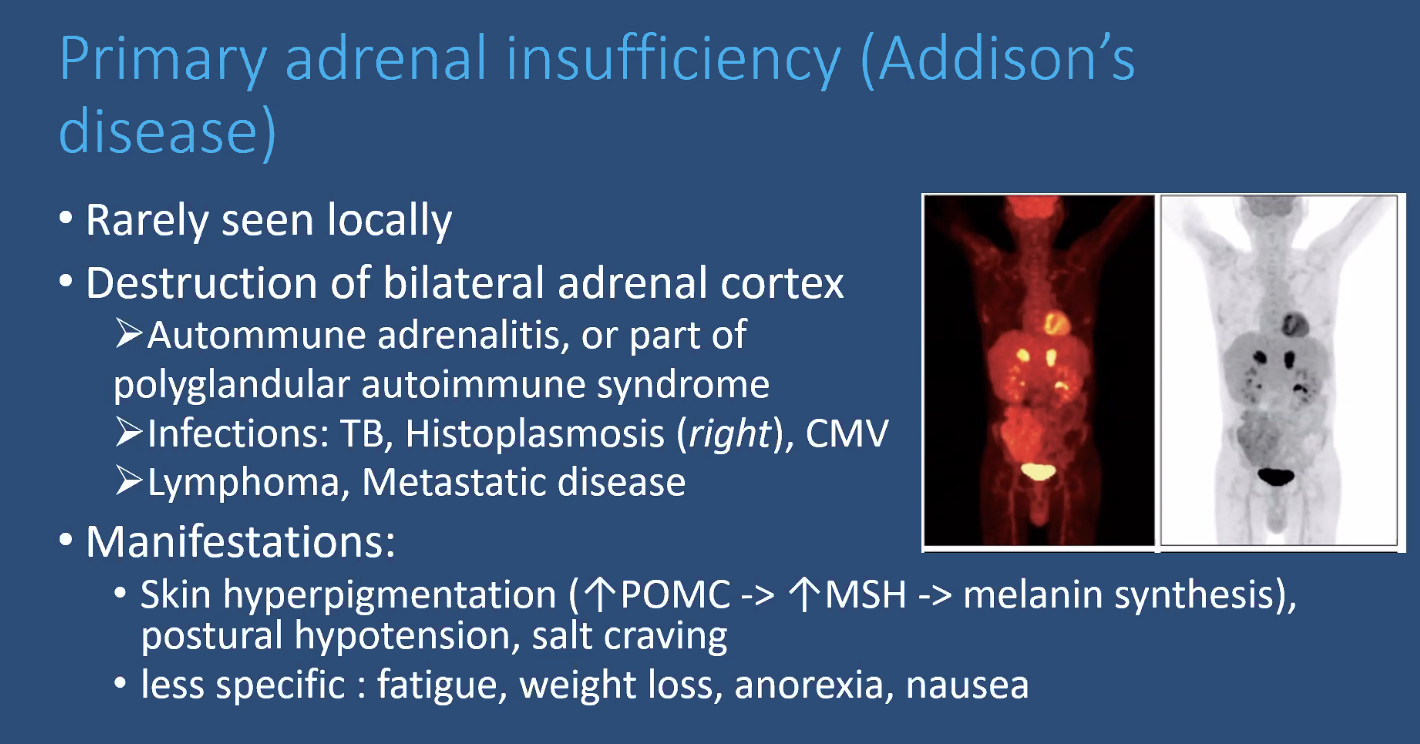 Primary adrenal insufficiency (Addison’s
disease)
• Rarely seen locally
• Destruction of bilateral adrenal cortex
➢Autommune adrenalitis, or part of
polyglandular autoimmune syndrome
➢Infections: TB, Histoplasmosis (right), CMV
➢Lymphoma, Metastatic disease
• Manifestations:
• Skin hyperpigmentation (↑POMC -> ↑MSH -> melanin synthesis),
postural hypotension, salt craving
• less specific : fatigue, weight loss, anorexia, nausea